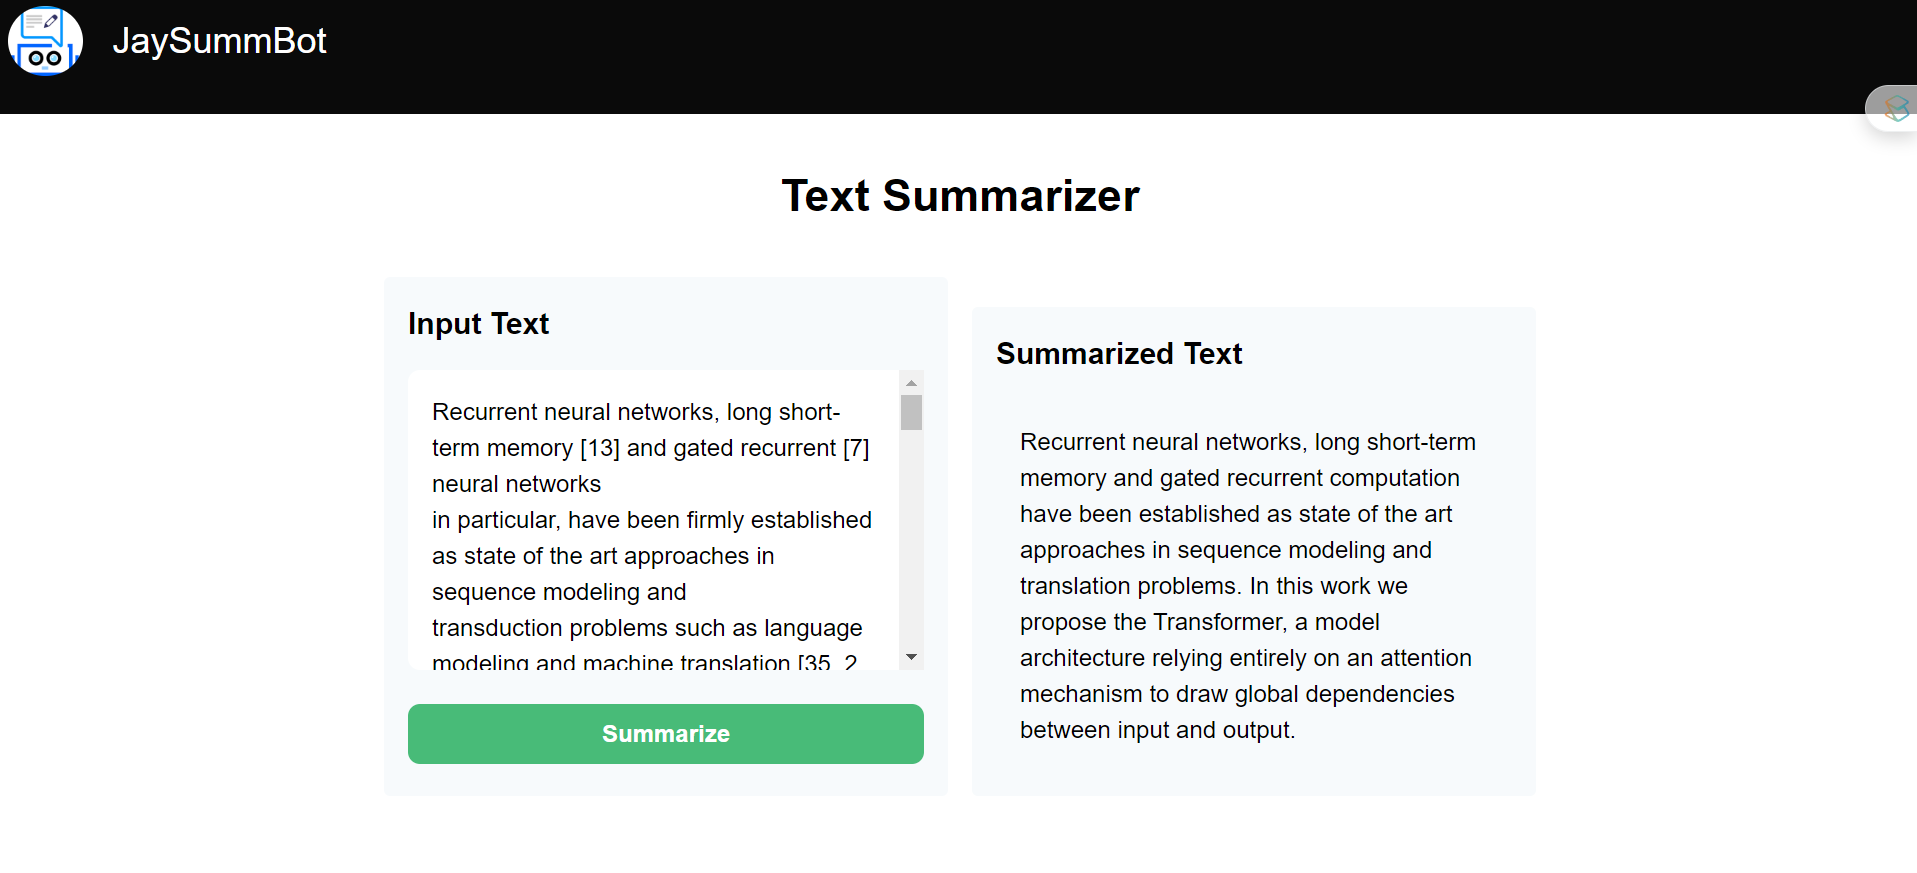 JaySummBot
Text Summarizer
Input Text
Recurrent neural networks, long short-
term memory [13] and gated recurrent [7]
neural networks
in particular, have been firmly established
as state of the art approaches in
sequence modeling and
transduction problems such as language
modeling and machine translation [35, 2
Summarize
Summarized Text
Recurrent neural networks, long short-term
memory and gated recurrent computation
have been established as state of the art
approaches in sequence modeling and
translation problems. In this work we
propose the Transformer, a model
architecture relying entirely on an attention
mechanism to draw global dependencies
between input and output.